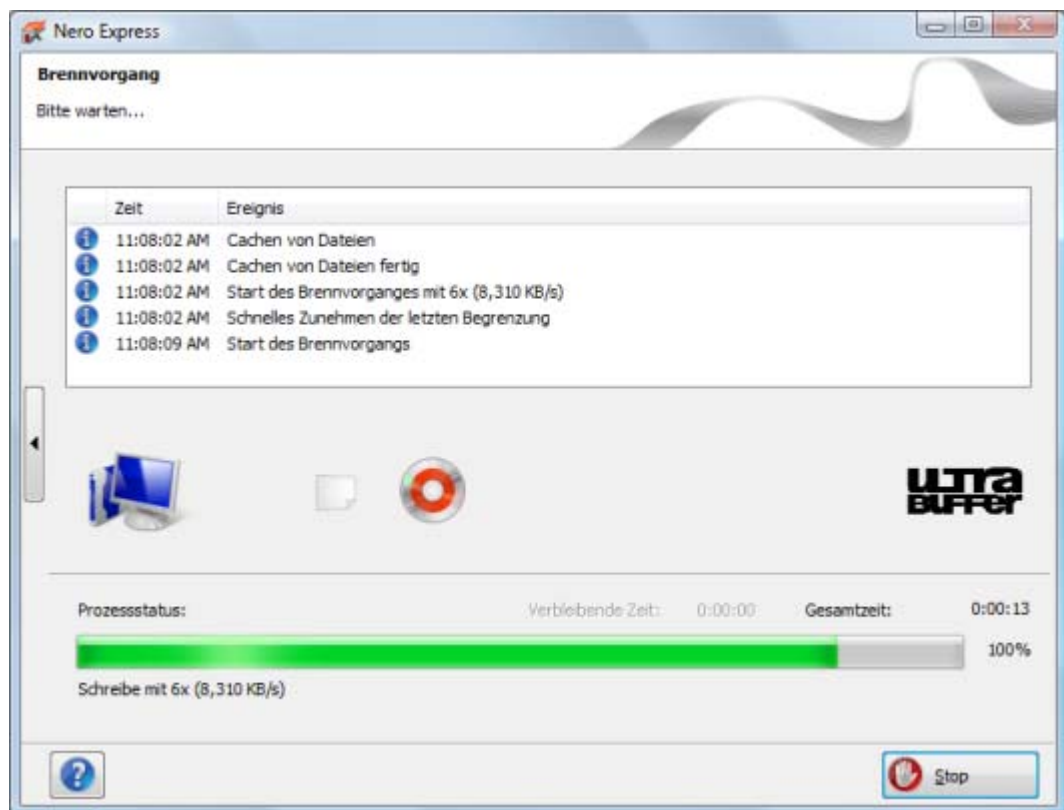 Nero Express
Brennvorgang
Bitte warten...
Zeit Ereignis
11:08:02 AM Cachen von Dateien
11:08:02 AM Cachen von Dateien fertig
11:08:02 AM Start des Brennvorganges mit 6x (8,310 KB/s)
11:08:02 AM Schnelles Zunehmen der letzten Begrenzung
11:08:09 AM Start des Brennvorgangs
ULTRA
BUFFER
Prozessstatus: Verbleibende Zeit: 0:00:00 Gesamtzeit: 0:00:13
100%
Schreibe mit 6x (8,310 KB/s)
? Stop